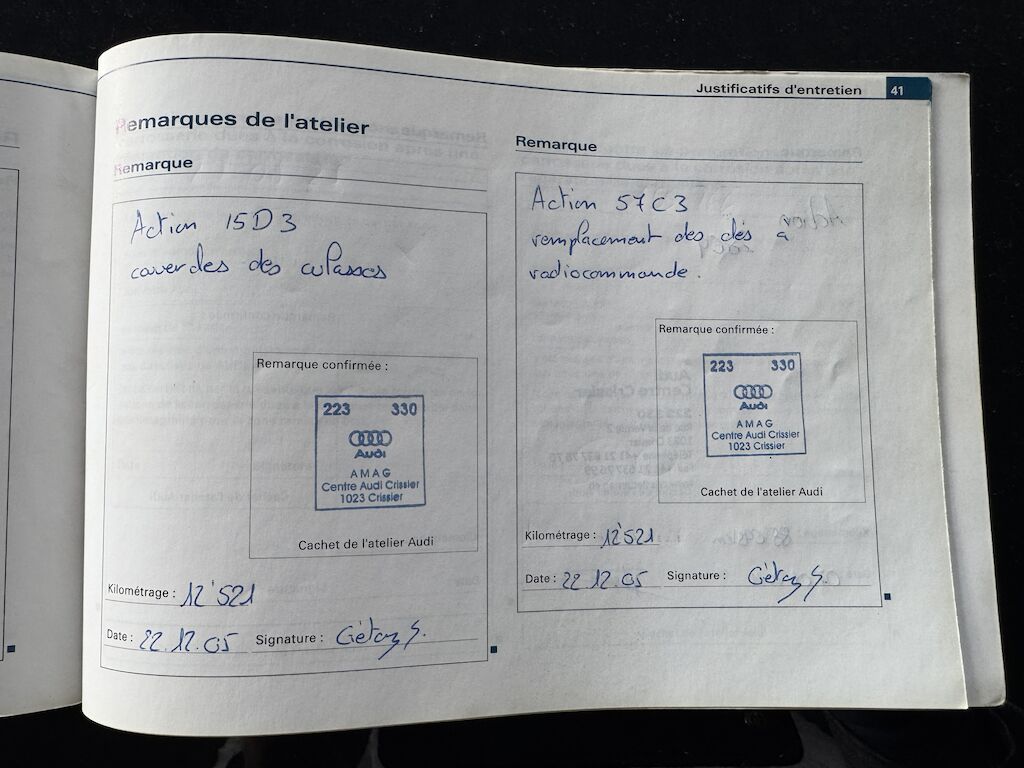 Justificatifs d'entretien 41
Remarques de l'atelier
Remarque
Action 15D3
couvercles des culasses
Remarque confirmée :
223 330
Audi
AMAG
Centre Audi Crissier
1023 Crissier
Cachet de l'atelier Audi
Kilométrage : 12'521
Date : 22.12.05 Signature :
Remarque
Action 57C3
remplacement des clés a
radiocommande.
Remarque confirmée :
223 330
Audi
AMAG
Centre Audi Crissier
1023 Crissier
Cachet de l'atelier Audi
Kilométrage : 12'521
Date : 22.12.05 Signature :